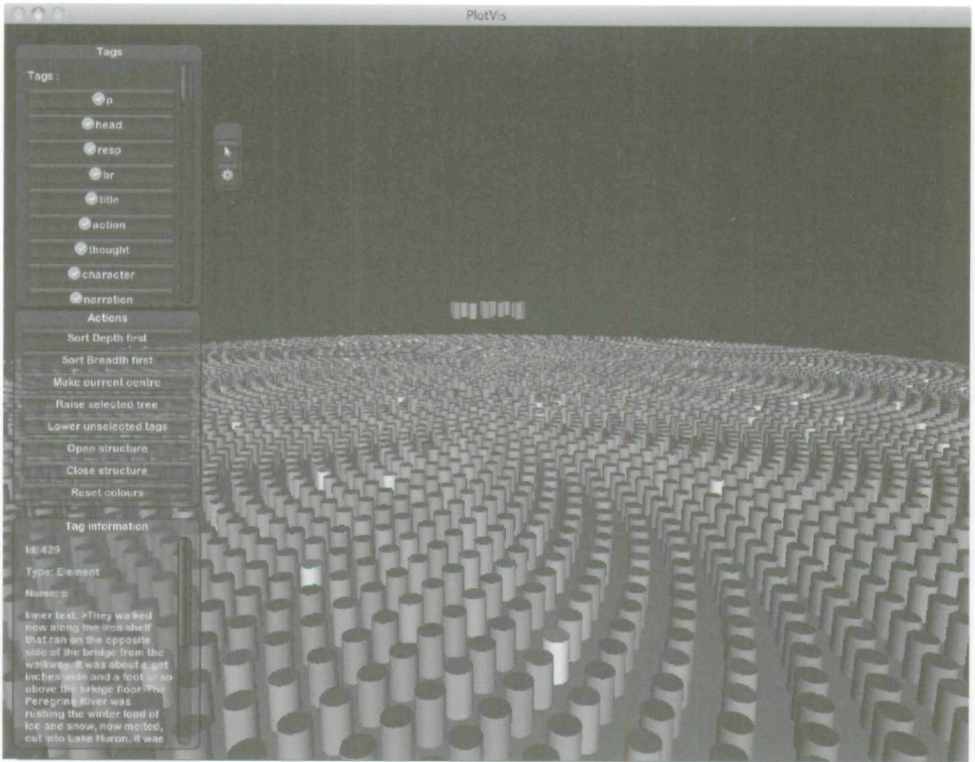 PlotVis
Tags
Tags :
p
head
resp
br
title
action
thought
character
narration
Actions
Sort Depth first
Sort Breadth first
Make current centre
Raise selected tree
Lower unselected tags
Open structure
Close structure
Reset colours
Tag information
Id: 429
Type: Element
Name: p
Inner text: >They walked
now along the iron shelf
that ran on the opposite
side of the bridge from the
walkway. It was about eight
inches wide and a foot or so
above the bridge floor. The
Peregrine River was
rushing the winter load of
ice and snow, now melted,
out into Lake Huron. It was